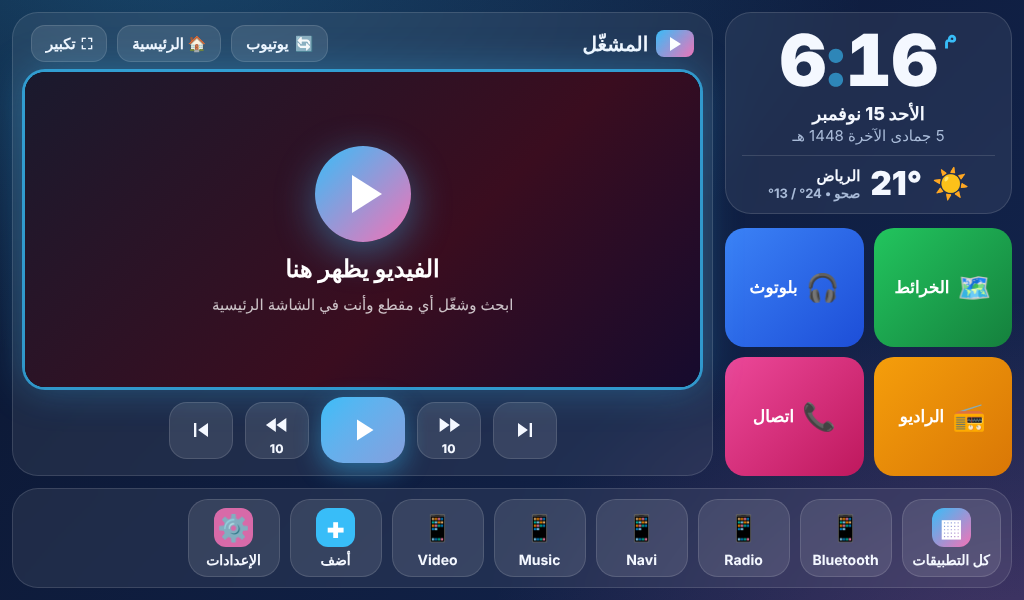 6:16 م
الأحد 15 نوفمبر
5 جمادى الآخرة 1448 هـ
21°
الرياض
صحو • 24° / 13°
الخرائط
بلوتوث
الراديو
اتصال
المشغّل
يوتيوب
الرئيسية
تكبير
الفيديو يظهر هنا
ابحث وشغّل أي مقطع وأنت في الشاشة الرئيسية
10
10
كل التطبيقات
Bluetooth
Radio
Navi
Music
Video
أضف
الإعدادات